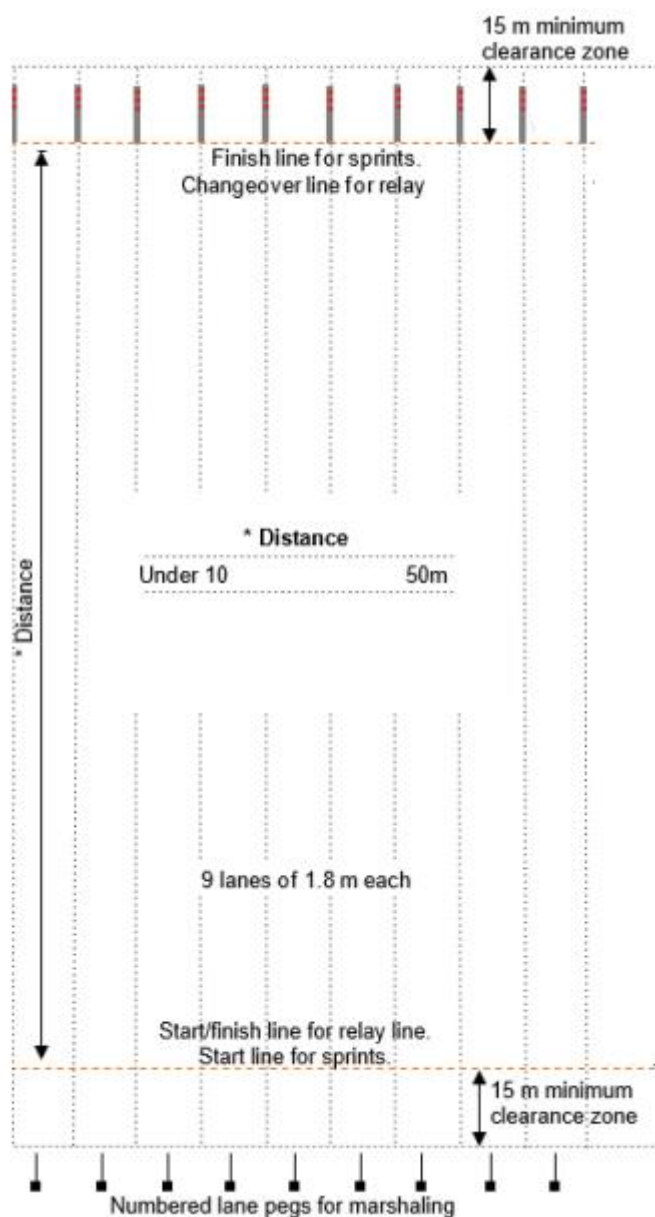 15 m minimum
clearance zone
Finish line for sprints.
Changeover line for relay
* Distance
* Distance
Under 10 50m
9 lanes of 1.8 m each
Start/finish line for relay line.
Start line for sprints.
15 m minimum
clearance zone
Numbered lane pegs for marshaling